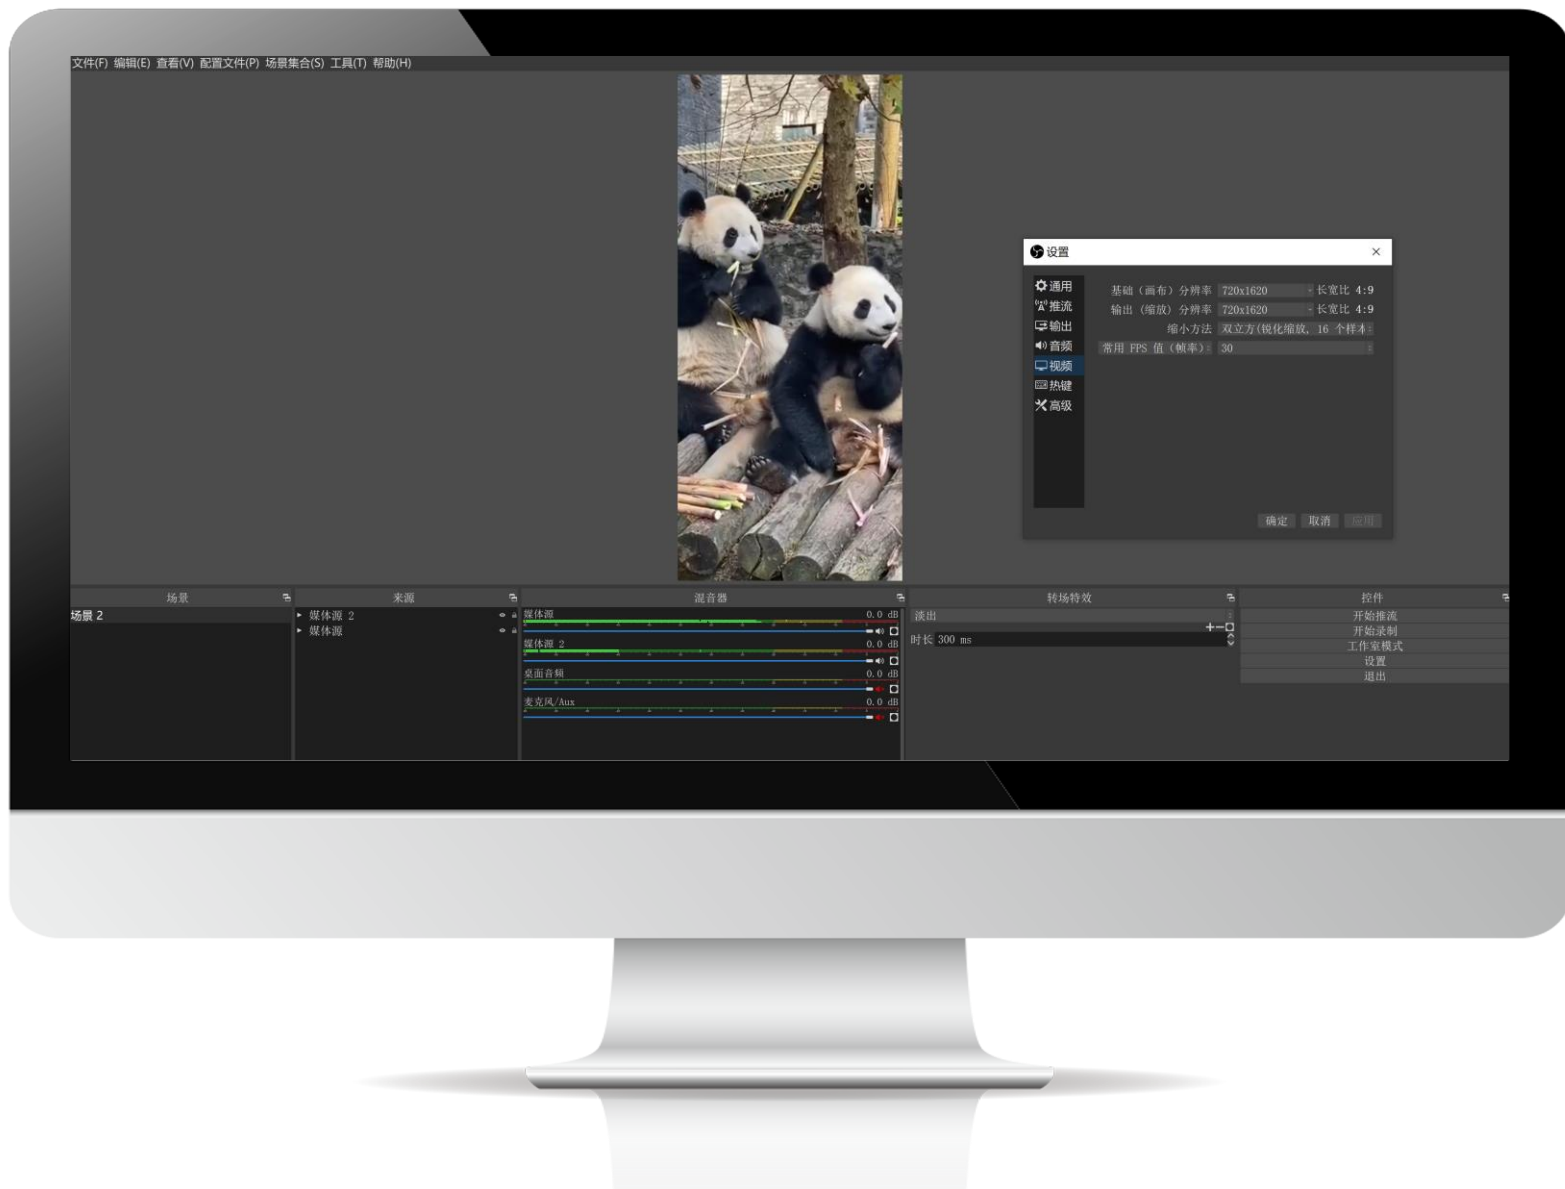 文件(F) 编辑(E) 查看(V) 配置文件(P) 场景集合(S) 工具(T) 帮助(H)
设置
通用
推流
输出
音频
视频
热键
高级
基础（画布）分辨率 720x1620 长宽比 4:9
输出（缩放）分辨率 720x1620 长宽比 4:9
缩小方法 双立方(锐化缩放, 16 个样本
常用 FPS 值（帧率） 30
确定 取消 应用
场景
场景 2
来源
媒体源 2
媒体源
混音器
媒体源 0.0 dB
媒体源 2 0.0 dB
桌面音频 0.0 dB
麦克风/Aux 0.0 dB
转场特效
淡出
时长 300 ms
控件
开始推流
开始录制
工作室模式
设置
退出